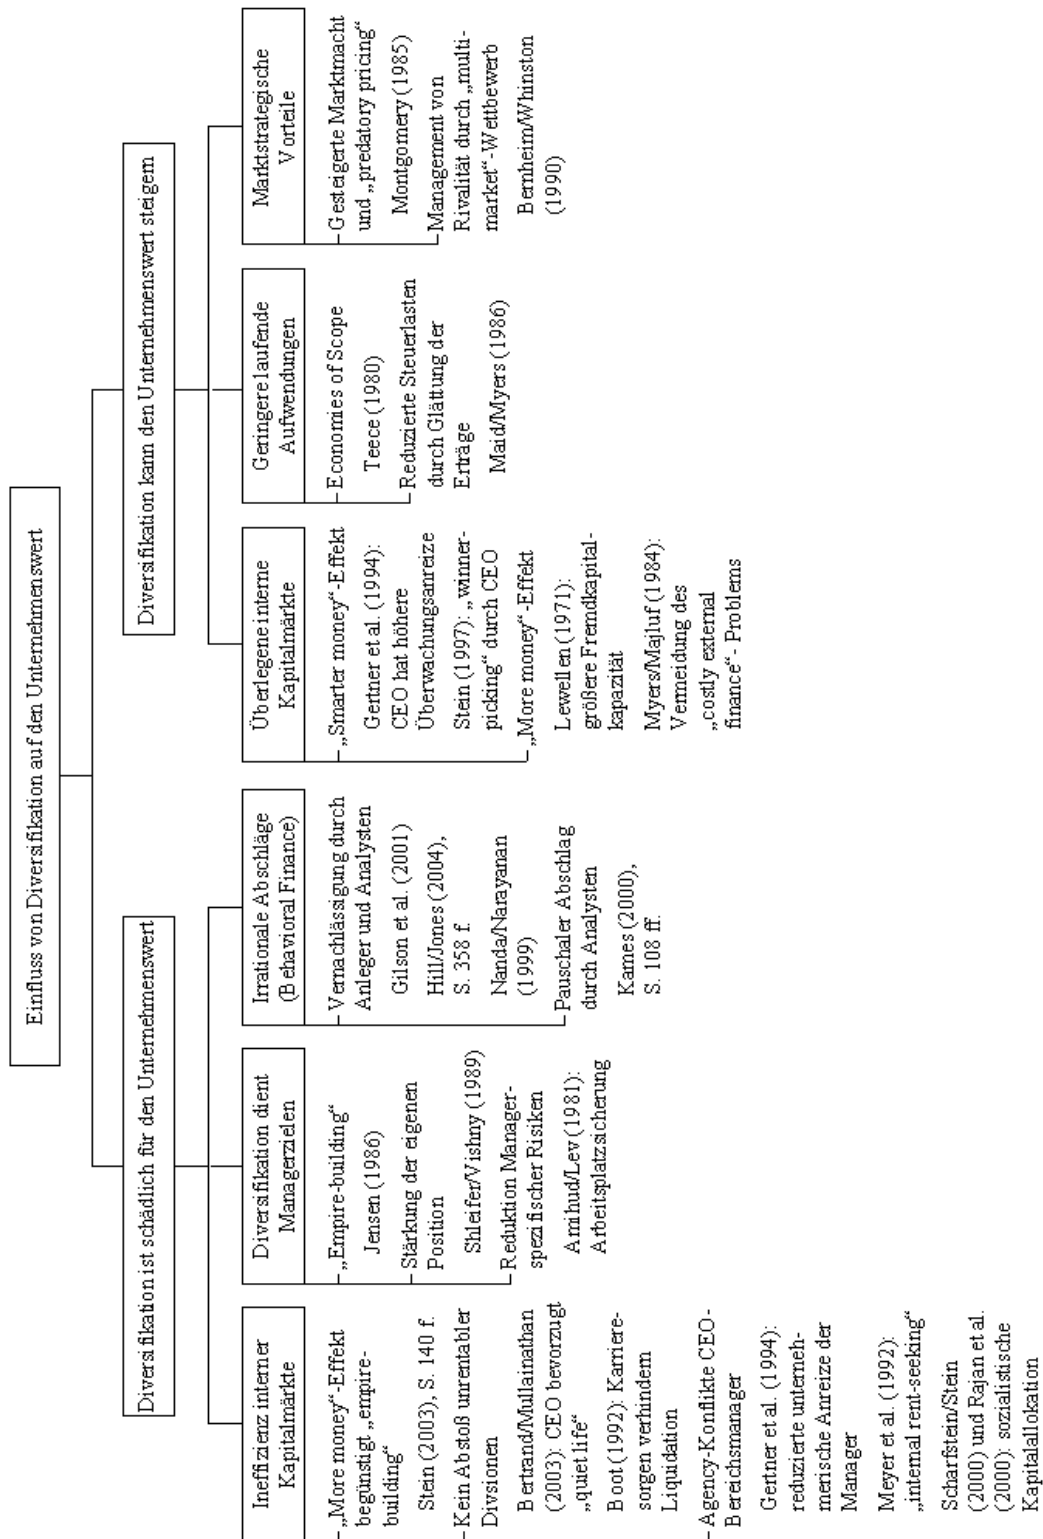 Einfluss von Diversifikation auf den Unternehmenswert
Diversifikation ist schädlich für den Unternehmenswert
Ineffizienz interner
Kapitalmärkte
„More money“-Effekt
begünstigt „empire-
building“
Stein (2003), S. 140 f.
Kein Abstoß unrentabler
Divsionen
Bertrand/Mullainathan
(2003): CEO bevorzugt
„quiet life“
Boot (1992): Karriere-
sorgen verhindern
Liquidation
Agency-Konflikte CEO-
Bereichsmanager
Gertner et al. (1994):
reduzierte unterneh-
merische Anreize der
Manager
Meyer et al. (1992):
„internal rent-seeking“
Scharfstein/Stein
(2000) und Rajan et al.
(2000): sozialistische
Kapitalallokation
Diversifikation dient
Managerzielen
„Empire-building“
Jensen (1986)
Stärkung der eigenen
Position
Shleifer/Vishny (1989)
Reduktion Manager-
spezifischer Risiken
Amihud/Lev (1981):
Arbeitsplatzsicherung
Irrationale Abschläge
(Behavioral Finance)
Vernachlässigung durch
Anleger und Analysten
Gilson et al. (2001)
Hill/Jones (2004),
S. 358 f.
Nanda/Narayanan
(1999)
Pauschaler Abschlag
durch Analysten
Kames (2000),
S. 108 ff.
Diversifikation kann den Unternehmenswert steigern
Überlegene interne
Kapitalmärkte
„Smarter money“-Effekt
Gertner et al. (1994):
CEO hat höhere
Überwachungsanreize
Stein (1997): „winner-
picking“ durch CEO
„More money“-Effekt
Lewellen (1971):
größere Fremdkapital-
kapazität
Myers/Majluf (1984):
Vermeidung des
„costly external
finance“- Problems
Geringere laufende
Aufwendungen
Economies of Scope
Teece (1980)
Reduzierte Steuerlasten
durch Glättung der
Erträge
Maid/Myers (1986)
Marktstrategische
Vorteile
Gesteigerte Marktmacht
und „predatory pricing“
Montgomery (1985)
Management von
Rivalität durch „multi-
market“-Wettbewerb
Bernheim/Whinston
(1990)